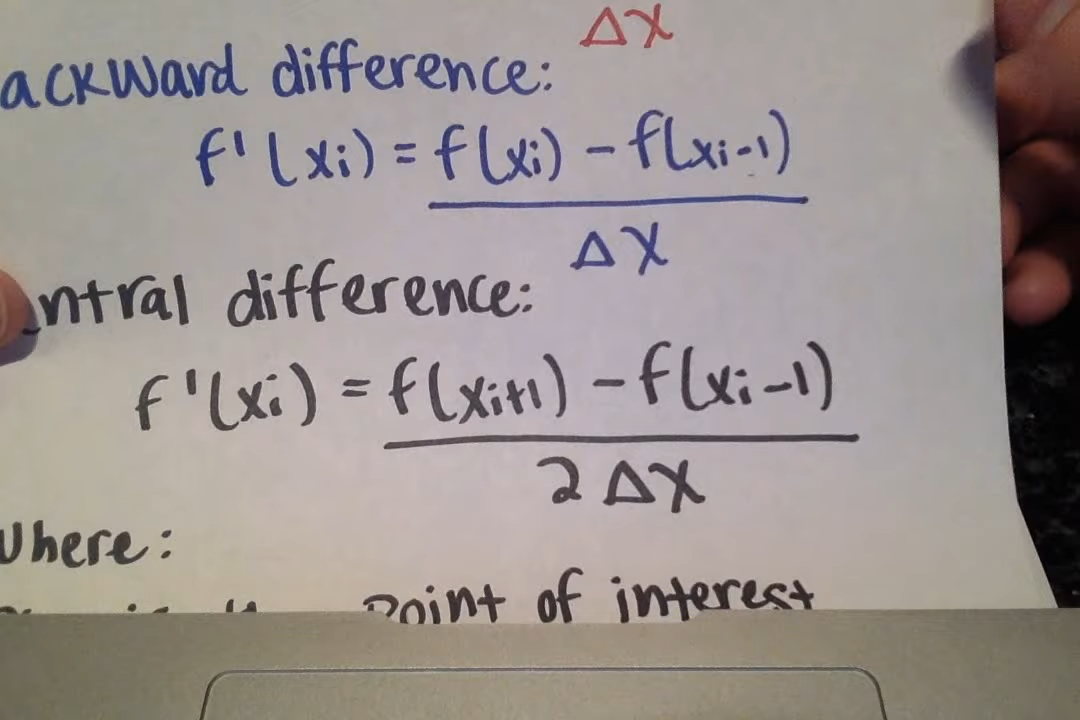 Δx
ackward difference:
f'(xi) = f(xi) - f(xi-1)
Δx
ntral difference:
f'(xi) = f(xi+1) - f(xi-1)
2Δx
where:
point of interest